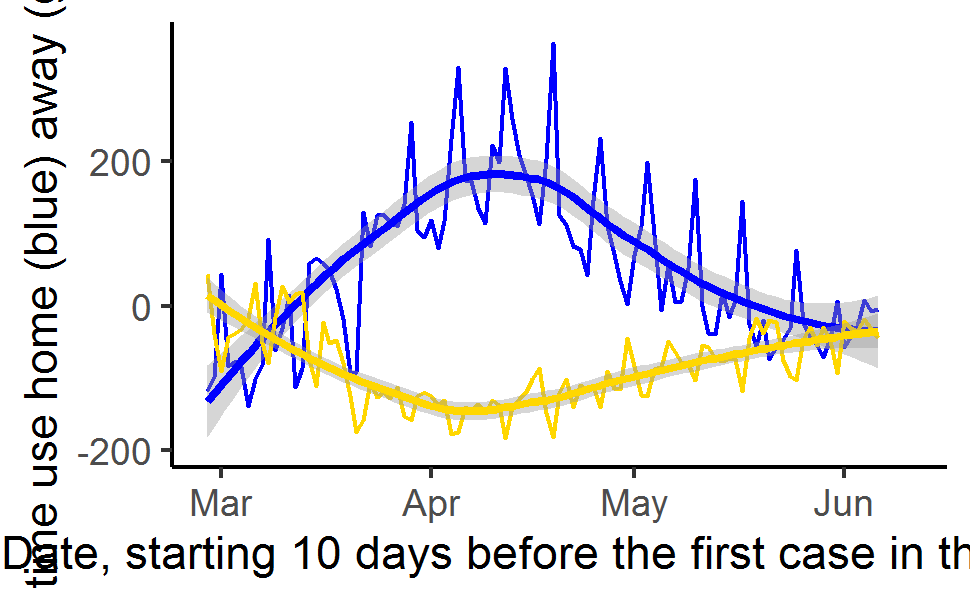 time use home (blue) away (
200
0
-200
Mar Apr May Jun
Date, starting 10 days before the first case in th